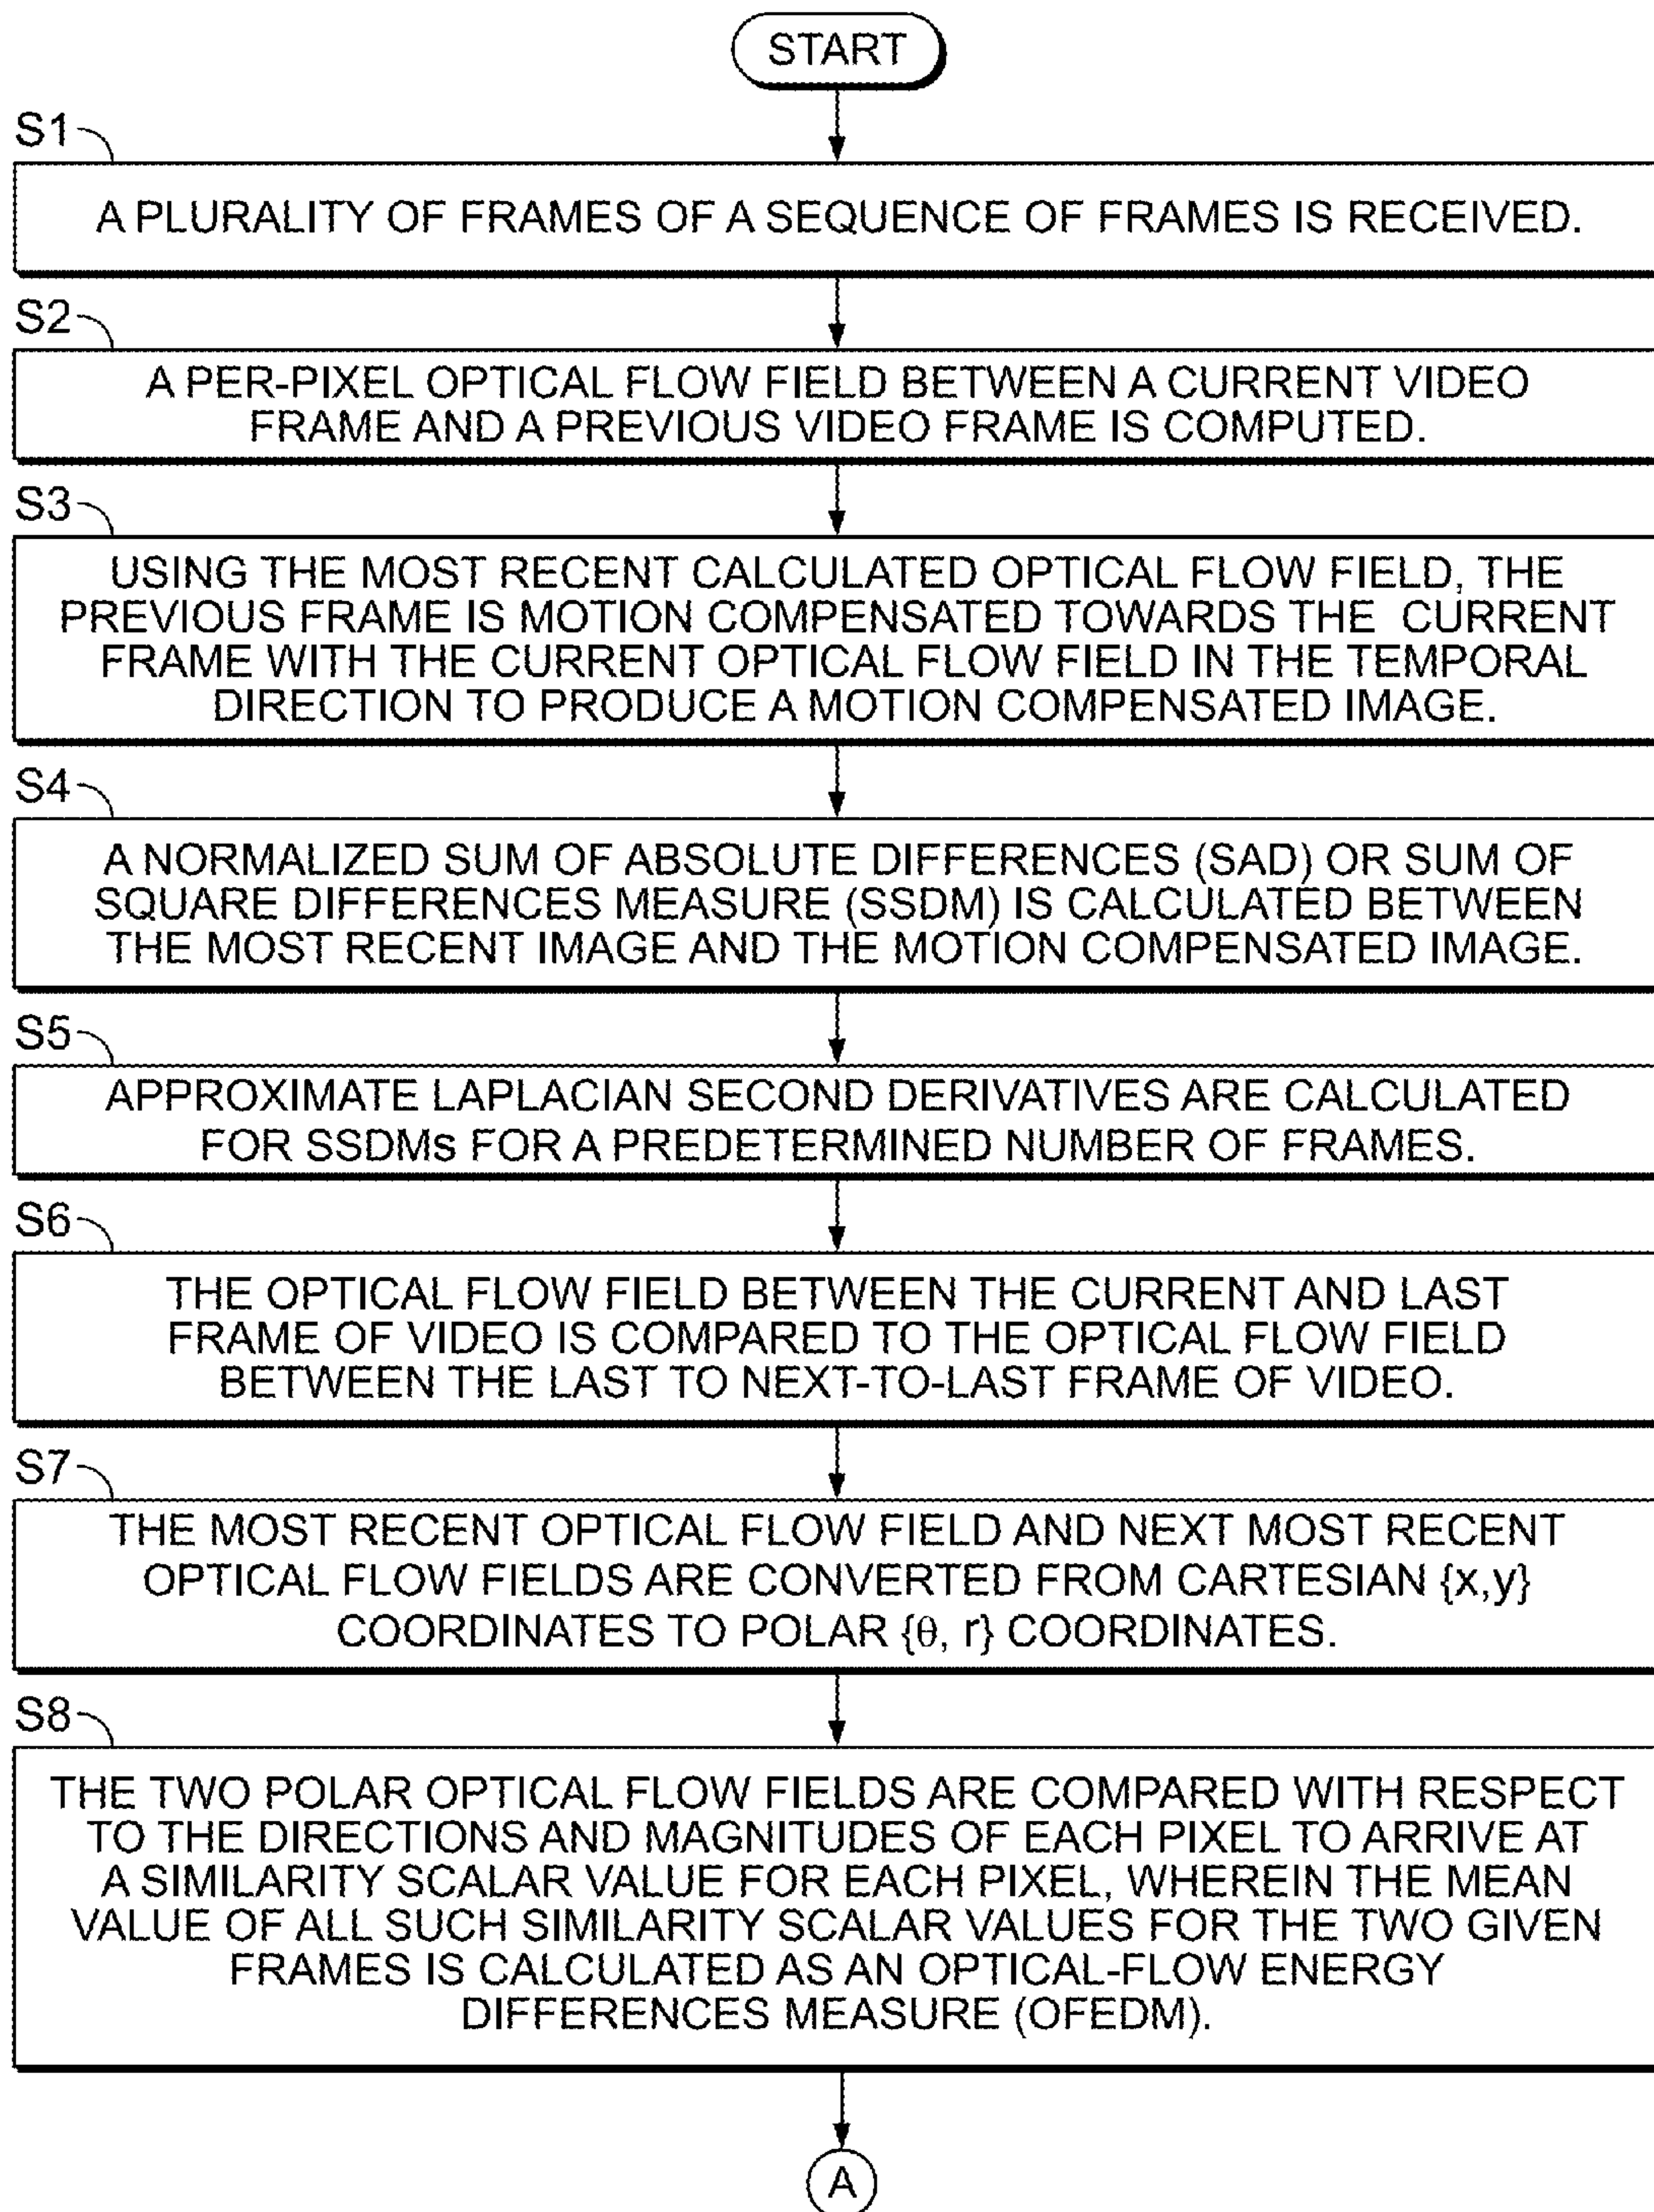 START
S1
A PLURALITY OF FRAMES OF A SEQUENCE OF FRAMES IS RECEIVED.
S2
A PER-PIXEL OPTICAL FLOW FIELD BETWEEN A CURRENT VIDEO
FRAME AND A PREVIOUS VIDEO FRAME IS COMPUTED.
S3
USING THE MOST RECENT CALCULATED OPTICAL FLOW FIELD, THE
PREVIOUS FRAME IS MOTION COMPENSATED TOWARDS THE CURRENT
FRAME WITH THE CURRENT OPTICAL FLOW FIELD IN THE TEMPORAL
DIRECTION TO PRODUCE A MOTION COMPENSATED IMAGE.
S4
A NORMALIZED SUM OF ABSOLUTE DIFFERENCES (SAD) OR SUM OF
SQUARE DIFFERENCES MEASURE (SSDM) IS CALCULATED BETWEEN
THE MOST RECENT IMAGE AND THE MOTION COMPENSATED IMAGE.
S5
APPROXIMATE LAPLACIAN SECOND DERIVATIVES ARE CALCULATED
FOR SSDMs FOR A PREDETERMINED NUMBER OF FRAMES.
S6
THE OPTICAL FLOW FIELD BETWEEN THE CURRENT AND LAST
FRAME OF VIDEO IS COMPARED TO THE OPTICAL FLOW FIELD
BETWEEN THE LAST TO NEXT-TO-LAST FRAME OF VIDEO.
S7
THE MOST RECENT OPTICAL FLOW FIELD AND NEXT MOST RECENT
OPTICAL FLOW FIELDS ARE CONVERTED FROM CARTESIAN {x,y}
COORDINATES TO POLAR {θ, r} COORDINATES.
S8
THE TWO POLAR OPTICAL FLOW FIELDS ARE COMPARED WITH RESPECT
TO THE DIRECTIONS AND MAGNITUDES OF EACH PIXEL TO ARRIVE AT
A SIMILARITY SCALAR VALUE FOR EACH PIXEL, WHEREIN THE MEAN
VALUE OF ALL SUCH SIMILARITY SCALAR VALUES FOR THE TWO GIVEN
FRAMES IS CALCULATED AS AN OPTICAL-FLOW ENERGY
DIFFERENCES MEASURE (OFEDM).
A